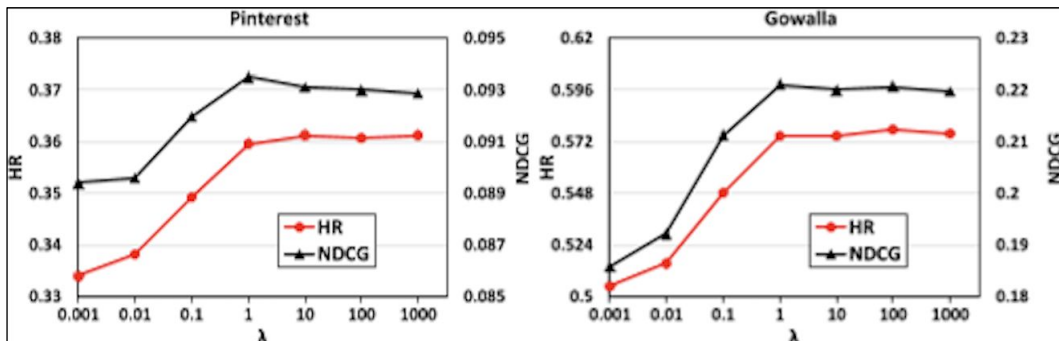 Pinterest
0.38
0.37
0.36
0.35
0.34
0.33
HR
0.095
0.093
0.091
0.089
0.087
0.085
NDCG
HR
NDCG
0.001 0.01 0.1 1 10 100 1000
λ
Gowalla
0.62
0.596
0.572
0.548
0.524
0.5
HR
0.23
0.22
0.21
0.2
0.19
0.18
NDCG
HR
NDCG
0.001 0.01 0.1 1 10 100 1000
λ